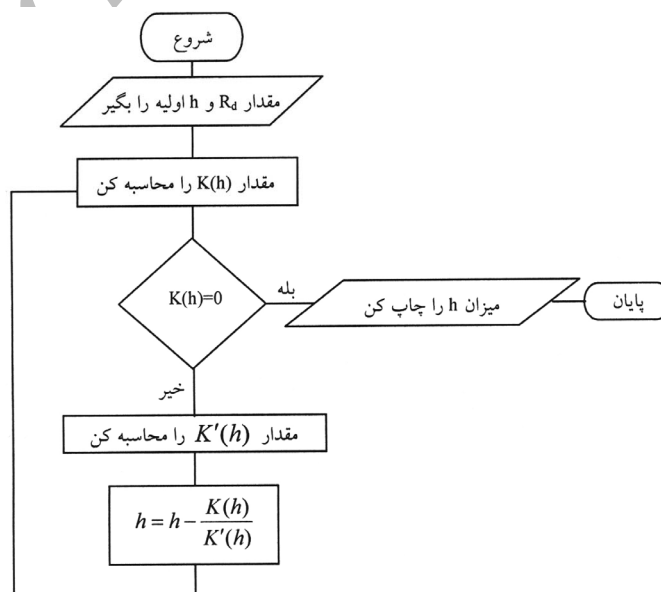 شروع
مقدار R_d و h اولیه را بگیر
مقدار K(h) را محاسبه کن
K(h)=0
بله
میزان h را چاپ کن
پایان
خیر
مقدار K′(h) را محاسبه کن
h = h − K(h)/K′(h)